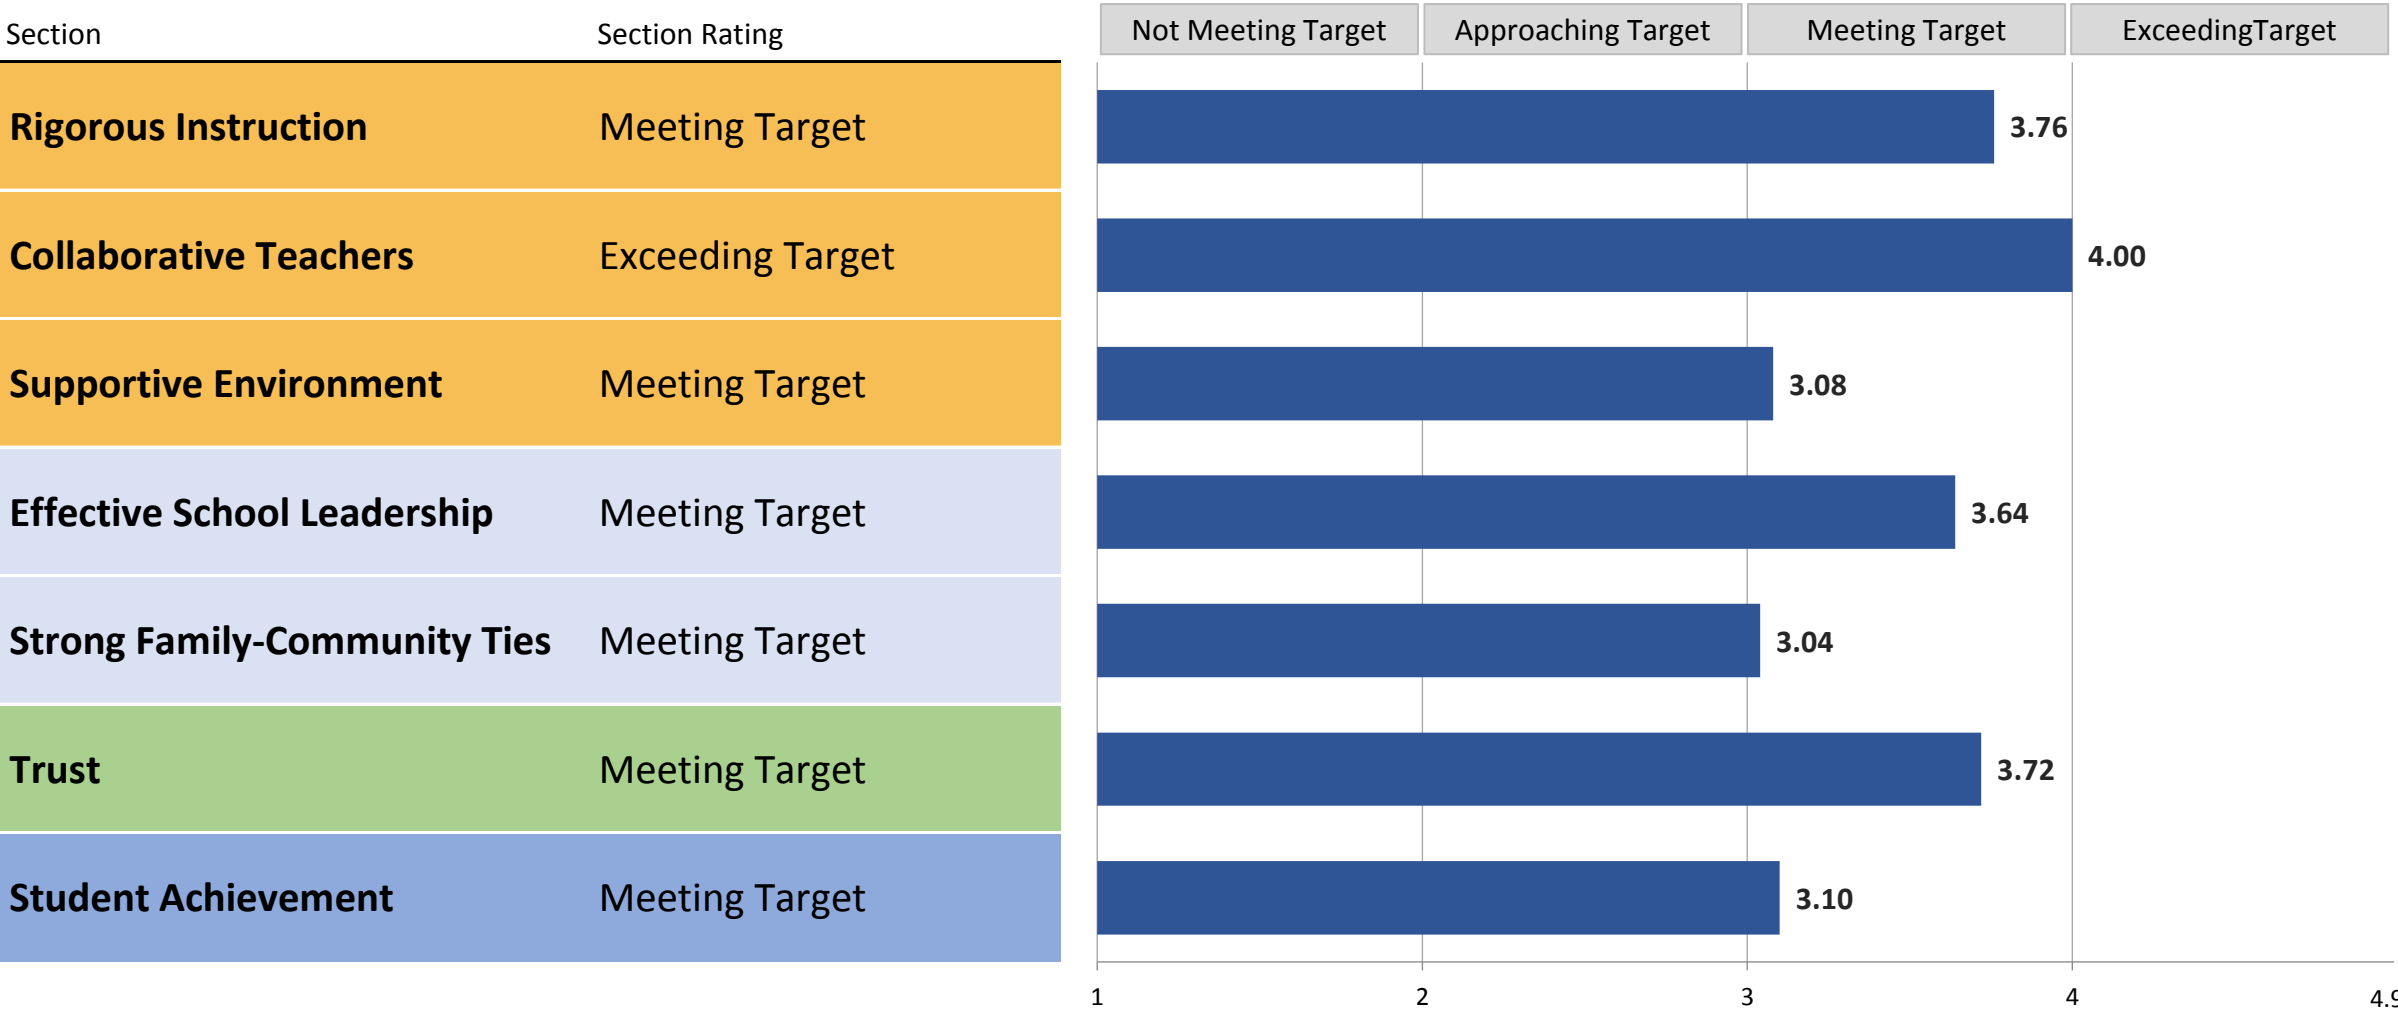 Section Section Rating Not Meeting Target Approaching Target Meeting Target ExceedingTarget
Rigorous Instruction Meeting Target 3.76
Collaborative Teachers Exceeding Target 4.00
Supportive Environment Meeting Target 3.08
Effective School Leadership Meeting Target 3.64
Strong Family-Community Ties Meeting Target 3.04
Trust Meeting Target 3.72
Student Achievement Meeting Target 3.10
1 2 3 4 4.9